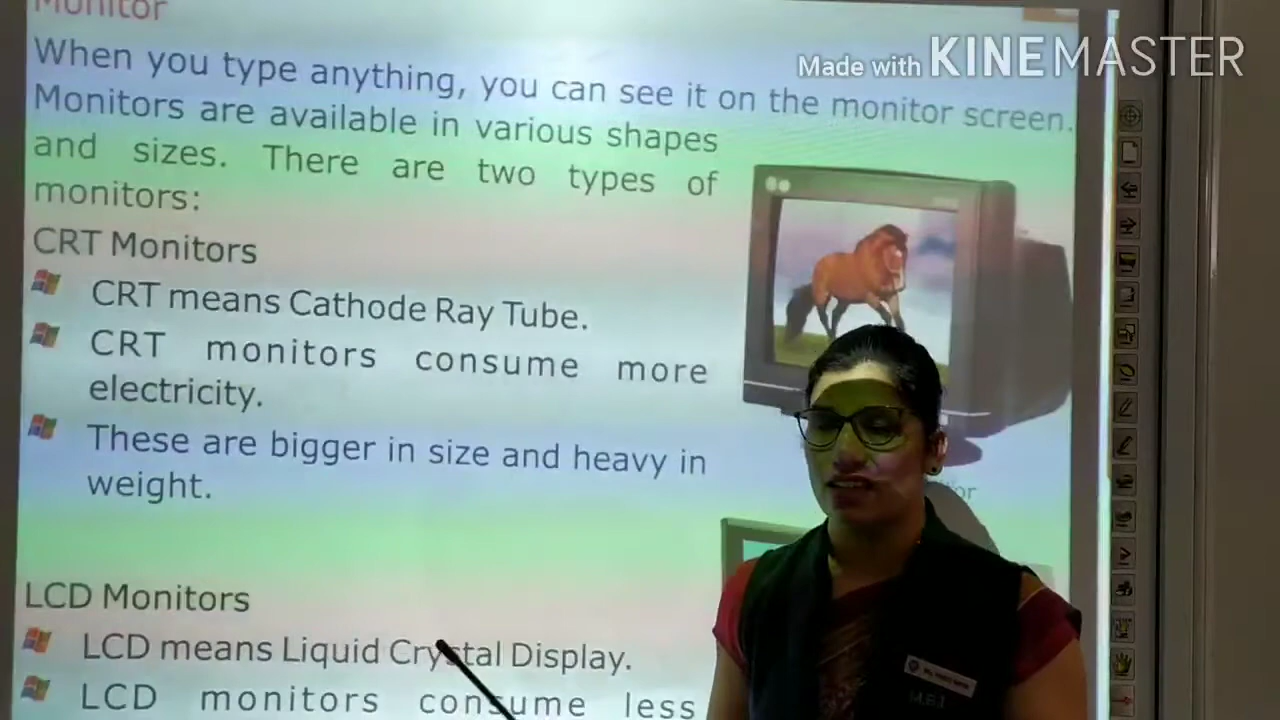 Monitor
Made with KINEMASTER
When you type anything, you can see it on the monitor screen.
Monitors are available in various shapes
and sizes. There are two types of
monitors:
CRT Monitors
CRT means Cathode Ray Tube.
CRT monitors consume more
electricity.
These are bigger in size and heavy in
weight.
LCD Monitors
LCD means Liquid Crystal Display.
LCD monitors consume less